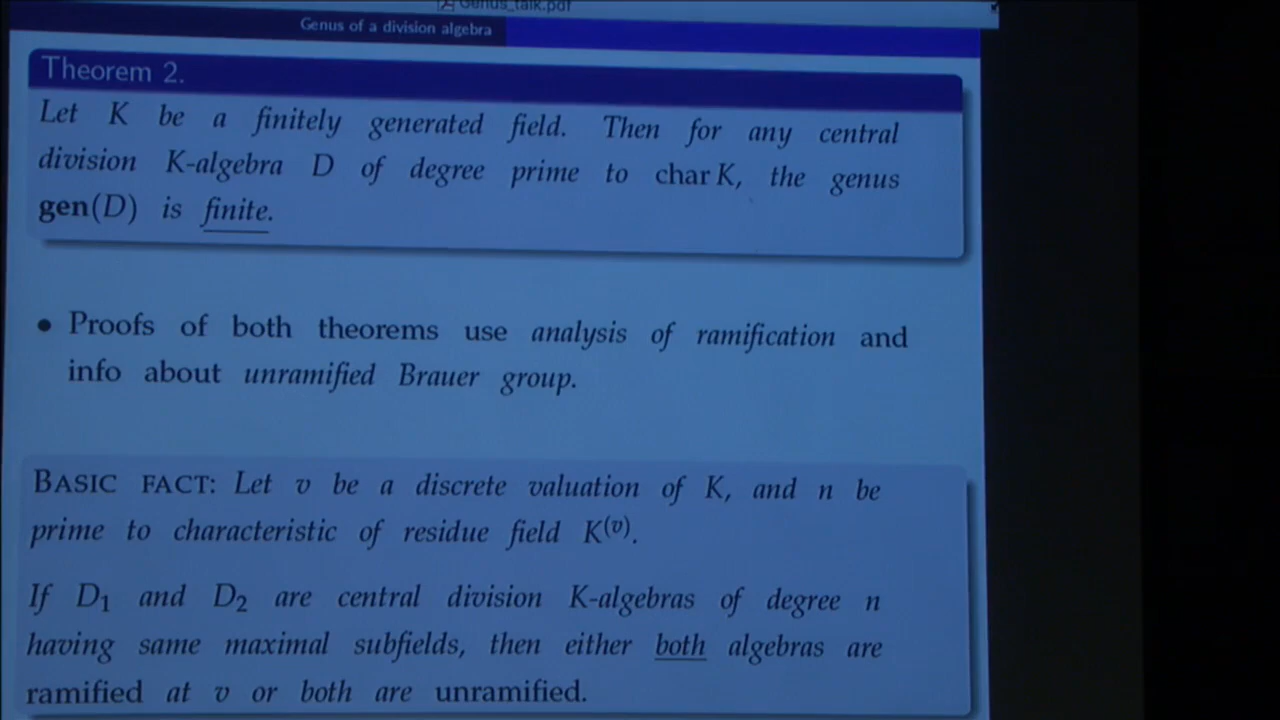 Genus_talk.pdf
Genus of a division algebra
Theorem 2.
Let K be a finitely generated field. Then for any central
division K-algebra D of degree prime to char K, the genus
gen(D) is finite.
• Proofs of both theorems use analysis of ramification and
info about unramified Brauer group.
BASIC FACT: Let v be a discrete valuation of K, and n be
prime to characteristic of residue field K⁽ᵛ⁾.
If D₁ and D₂ are central division K-algebras of degree n
having same maximal subfields, then either both algebras are
ramified at v or both are unramified.